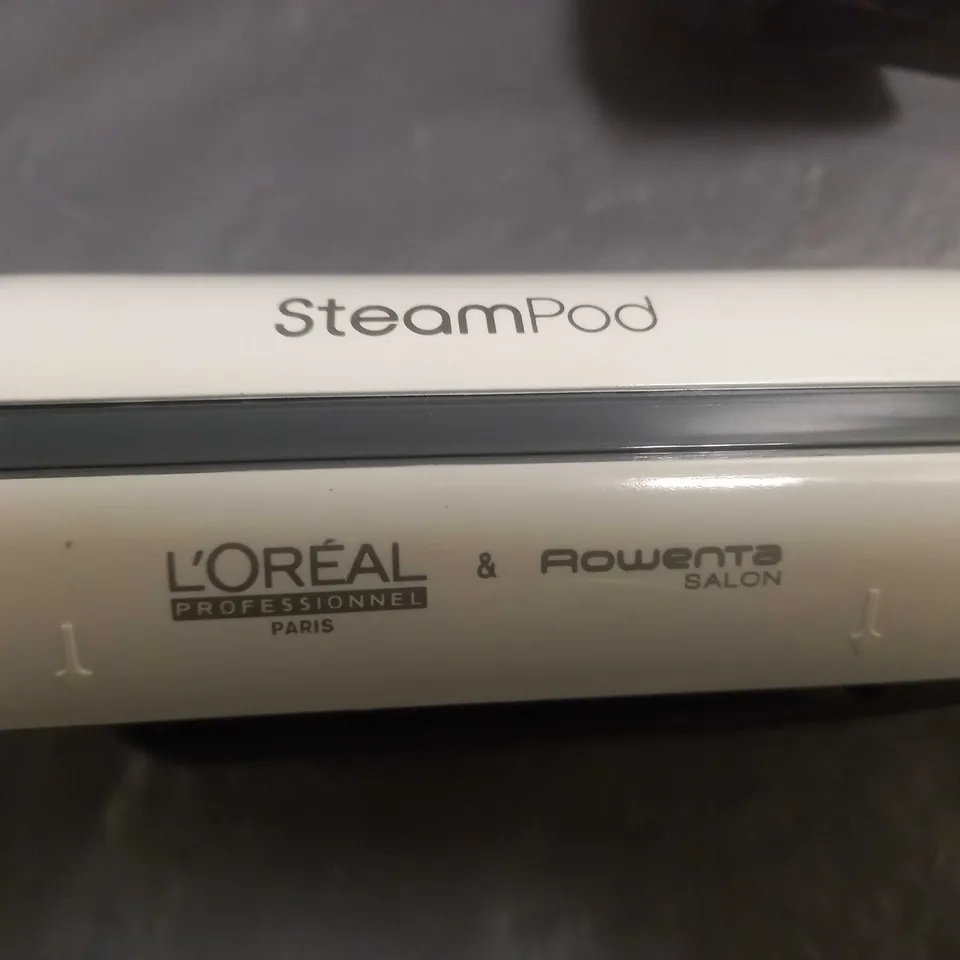 SteamPod
L'ORÉAL & Rowenta
PROFESSIONNEL SALON
PARIS